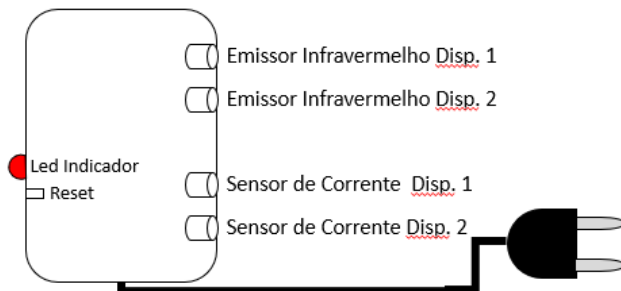 Emissor Infravermelho Disp. 1
Emissor Infravermelho Disp. 2
Led Indicador
Reset
Sensor de Corrente Disp. 1
Sensor de Corrente Disp. 2